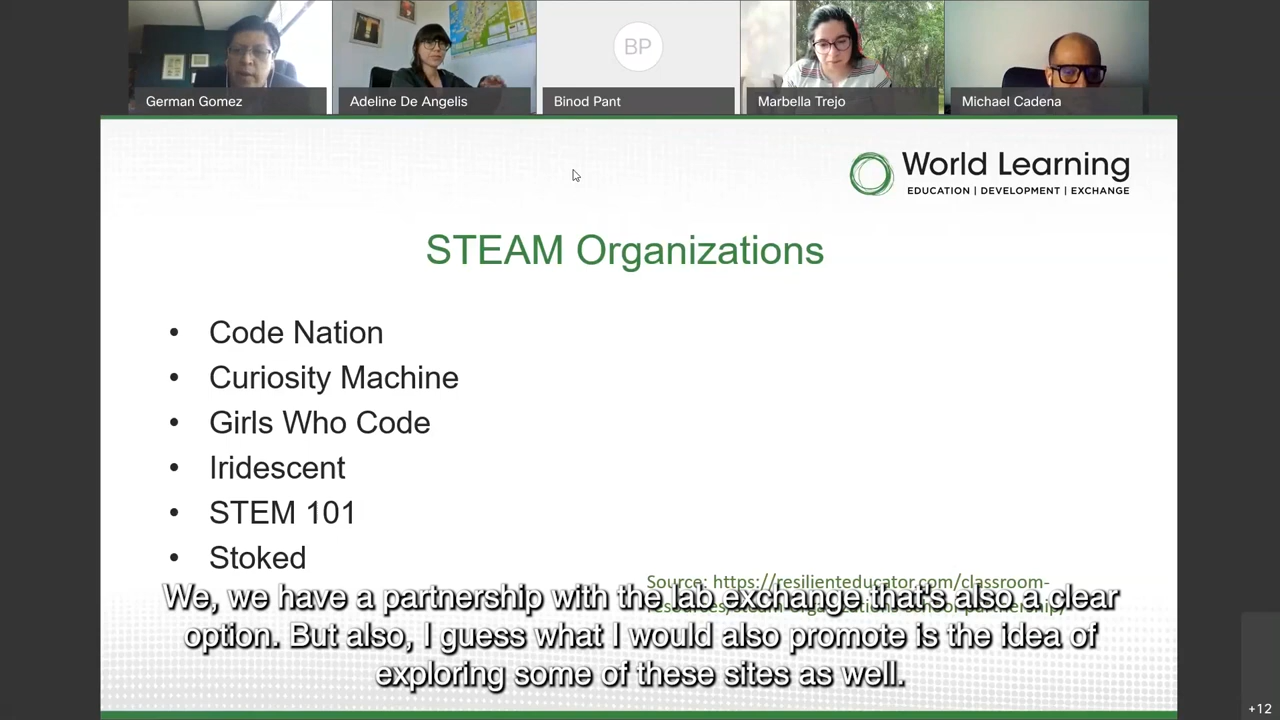 BP
German Gomez
Adeline De Angelis
Binod Pant
Marbella Trejo
Michael Cadena
World Learning
EDUCATION | DEVELOPMENT | EXCHANGE
STEAM Organizations
• Code Nation
• Curiosity Machine
• Girls Who Code
• Iridescent
• STEM 101
• Stoked
Source: https://resilienteducator.com/classroom-
We, we have a partnership with the lab exchange that's also a clear
option. But also, I guess what I would also promote is the idea of
exploring some of these sites as well.
+12